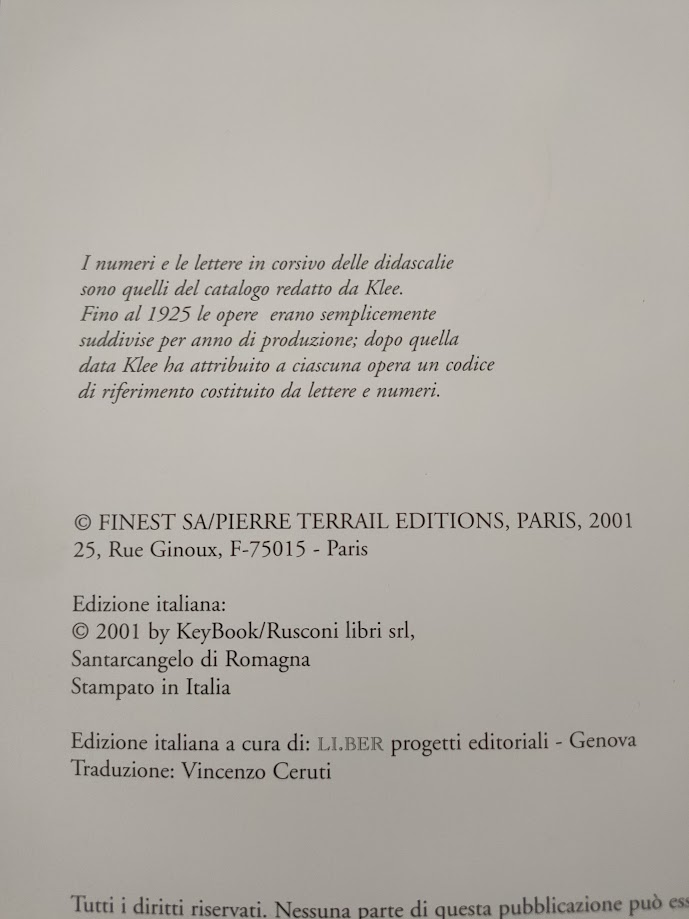 I numeri e le lettere in corsivo delle didascalie
sono quelli del catalogo redatto da Klee.
Fino al 1925 le opere erano semplicemente
suddivise per anno di produzione; dopo quella
data Klee ha attribuito a ciascuna opera un codice
di riferimento costituito da lettere e numeri.
© FINEST SA/PIERRE TERRAIL EDITIONS, PARIS, 2001
25, Rue Ginoux, F-75015 - Paris
Edizione italiana:
© 2001 by KeyBook/Rusconi libri srl,
Santarcangelo di Romagna
Stampato in Italia
Edizione italiana a cura di: LI.BER progetti editoriali - Genova
Traduzione: Vincenzo Ceruti
Tutti i diritti riservati. Nessuna parte di questa pubblicazione può